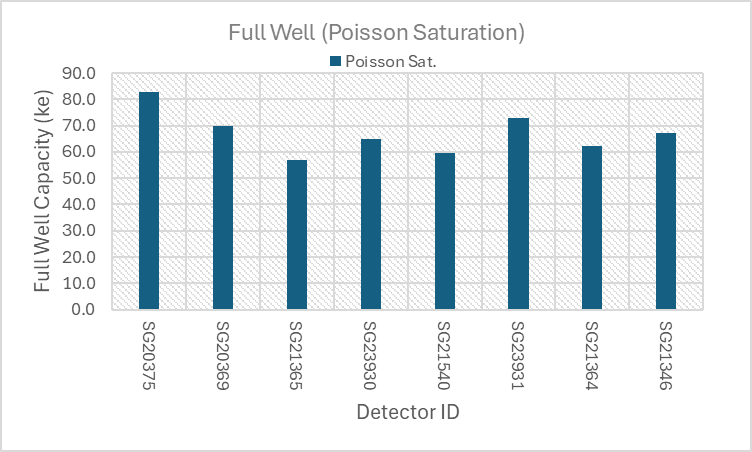 Full Well (Poisson Saturation)
Poisson Sat.
Full Well Capacity (ke)
90.0
80.0
70.0
60.0
50.0
40.0
30.0
20.0
10.0
0.0
SG20375
SG20369
SG21365
SG23930
SG21540
SG23931
SG21364
SG21346
Detector ID